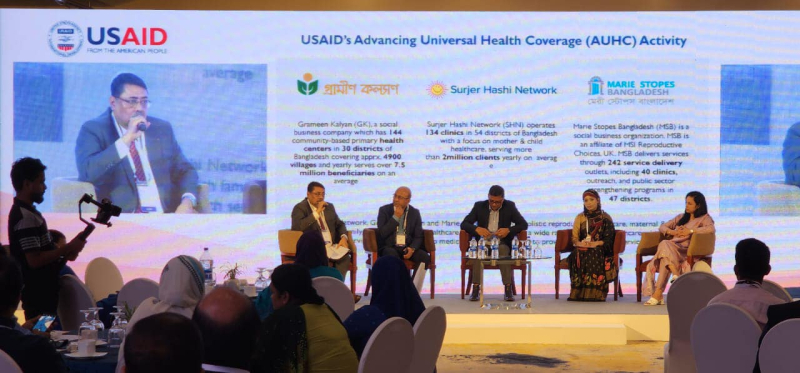 USAID
FROM THE AMERICAN PEOPLE
USAID's Advancing Universal Health Coverage (AUHC) Activity
average
গ্রামীণ কল্যাণ
Grameen Kalyan (GK), a social
business company which has 144
community-based primary health
centers in 30 districts of
Bangladesh covering apprx. 4900
villages and yearly serves over 7.5
million beneficiaries on an
average
Surjer Hashi Network
Surjer Hashi Network (SHN) operates
134 clinics in 54 districts of Bangladesh
with a focus on mother & child
healthcare, serving more
than 2million clients yearly on averag
e
MARIE STOPES
BANGLADESH
মেরী স্টোপস বাংলাদেশ
Marie Stopes Bangladesh (MSB) is a
social business organization. MSB is
an affiliate of MSI Reproductive
Choices, UK. MSB delivers services
through 242 service delivery
outlets, including 40 clinics,
outreach, and public sector
strengthening programs in
47 districts.